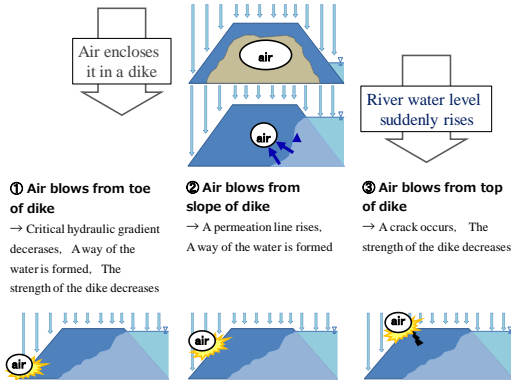 Air encloses
it in a dike
air
air
River water level
suddenly rises
① Air blows from toe
of dike
→ Critical hydraulic gradient
decerases, A way of the
water is formed, The
strength of the dike decreases
② Air blows from
slope of dike
→ A permeation line rises,
A way of the water is formed
③ Air blows from top
of dike
→ A crack occurs, The
strength of the dike decreases
air
air
air